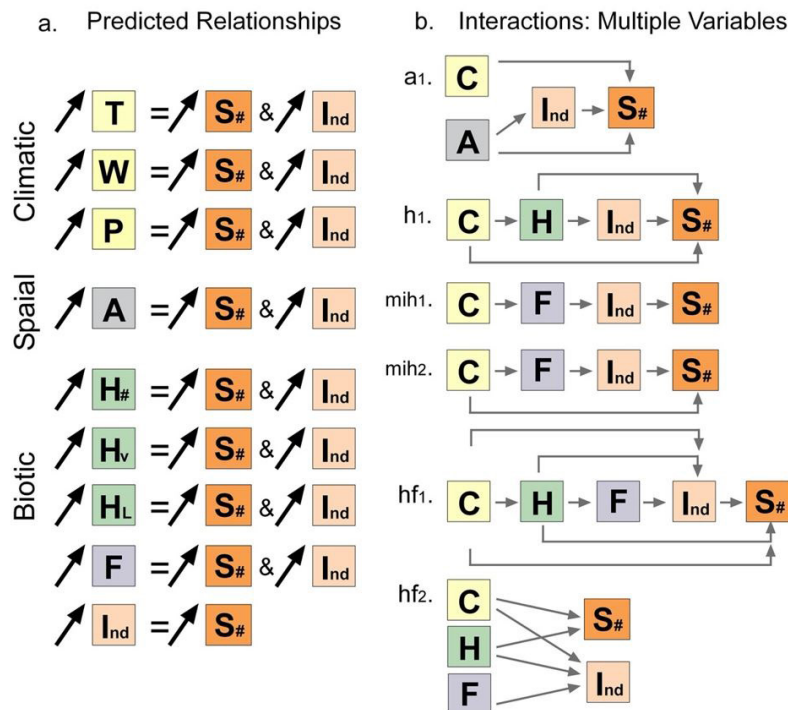 a. Predicted Relationships
Climatic
T = S# & Ind
W = S# & Ind
P = S# & Ind
Spaial
A = S# & Ind
Biotic
H# = S# & Ind
Hv = S# & Ind
HL = S# & Ind
F = S# & Ind
Ind = S#
b. Interactions: Multiple Variables
a1. C Ind S#
A
h1. C H Ind S#
mih1. C F Ind S#
mih2. C F Ind S#
hf1. C H F Ind S#
hf2. C S#
H
F Ind